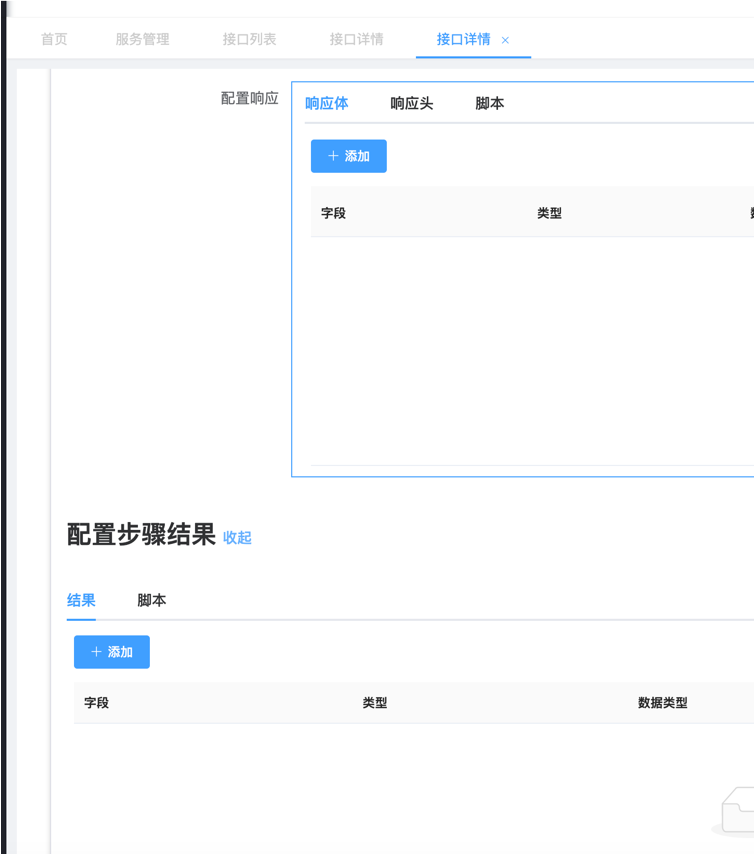 首页 服务管理 接口列表 接口详情 接口详情 ×
配置响应 响应体 响应头 脚本
+ 添加
字段 类型
配置步骤结果 收起
结果 脚本
+ 添加
字段 类型 数据类型